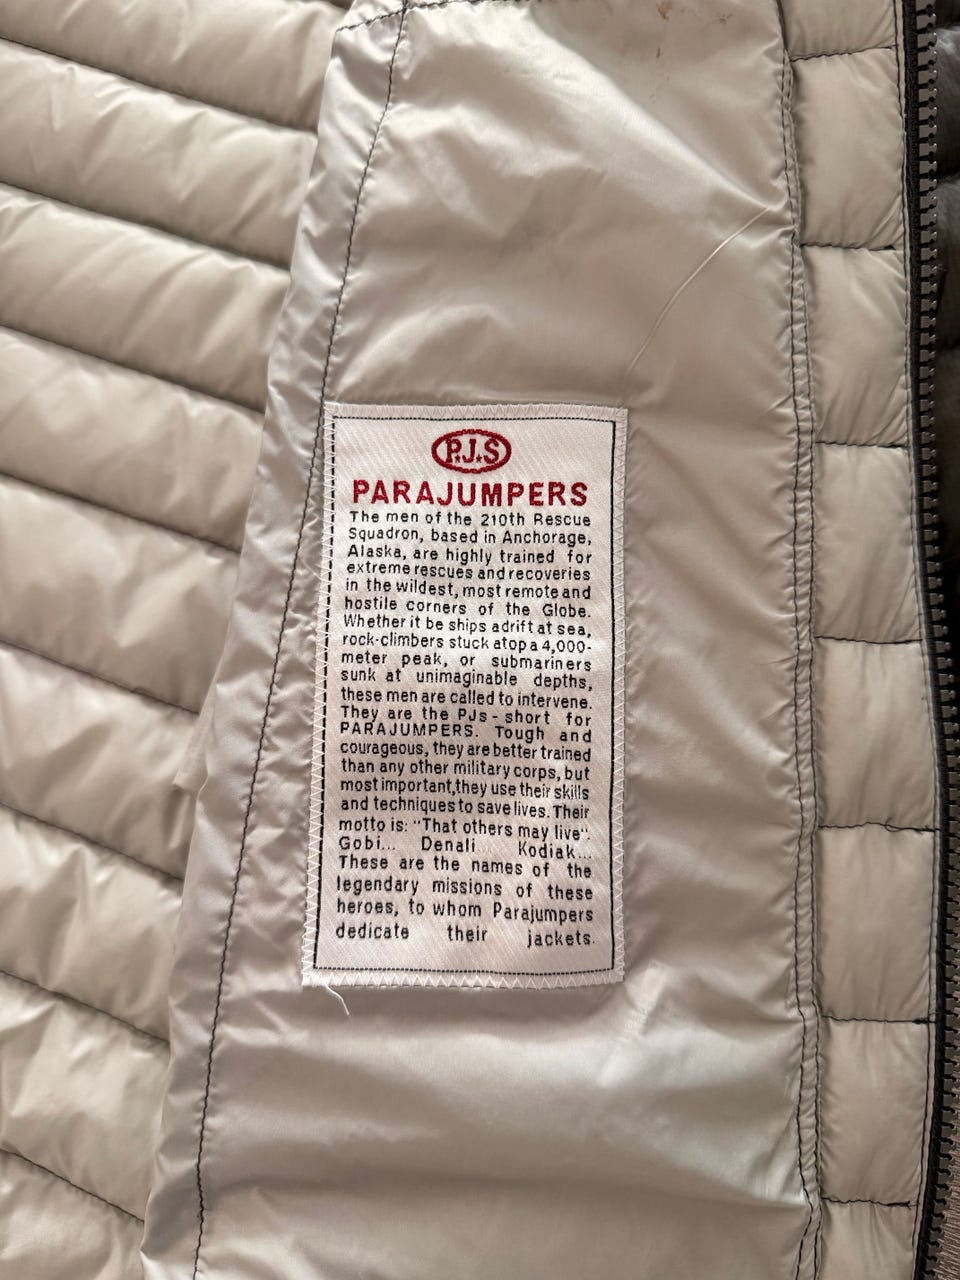 P.J.S
PARAJUMPERS
The men of the 210th Rescue
Squadron, based in Anchorage,
Alaska, are highly trained for
extreme rescues and recoveries
in the wildest, most remote and
hostile corners of the Globe.
Whether it be ships adrift at sea,
rock-climbers stuck atop a 4,000-
meter peak, or submariners
sunk at unimaginable depths,
these men are called to intervene.
They are the PJs - short for
PARAJUMPERS. Tough and
courageous, they are better trained
than any other military corps, but
most important,they use their skills
and techniques to save lives. Their
motto is: "That others may live".
Gobi... Denali... Kodiak...
These are the names of the
legendary missions of these
heroes, to whom Parajumpers
dedicate their jackets.